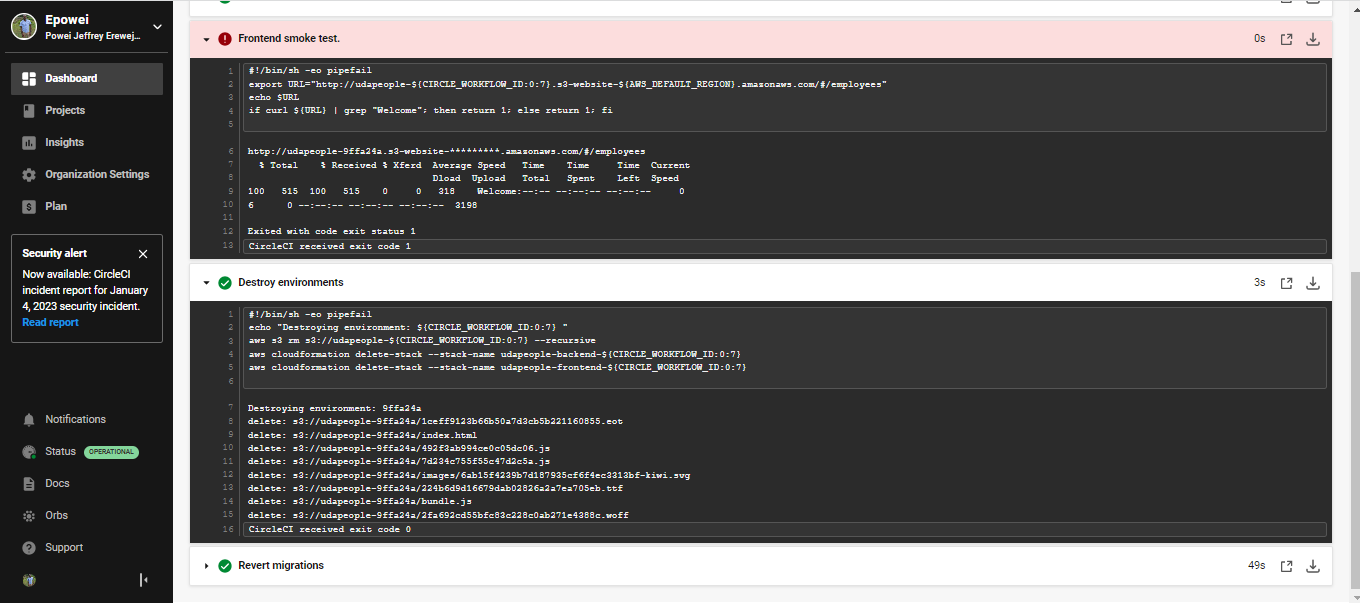 Epowei
Powei Jeffrey Erewej...
Dashboard
Projects
Insights
Organization Settings
Plan
Security alert
Now available: CircleCI
incident report for January
4, 2023 security incident.
Read report
Notifications
Status OPERATIONAL
Docs
Orbs
Support
Frontend smoke test. 0s
1 #!/bin/sh -eo pipefail
2 export URL="http://udapeople-${CIRCLE_WORKFLOW_ID:0:7}.s3-website-${AWS_DEFAULT_REGION}.amazonaws.com/#/employees"
3 echo $URL
4 if curl ${URL} | grep "Welcome"; then return 1; else return 1; fi
5
6 http://udapeople-9ffa24a.s3-website-*********.amazonaws.com/#/employees
7 % Total % Received % Xferd Average Speed Time Time Time Current
8 Dload Upload Total Spent Left Speed
9 100 515 100 515 0 0 318 Welcome:--:-- --:--:-- --:--:-- 0
10 6 0 --:--:-- --:--:-- --:--:-- 3198
11
12 Exited with code exit status 1
13 CircleCI received exit code 1
Destroy environments 3s
1 #!/bin/sh -eo pipefail
2 echo "Destroying environment: ${CIRCLE_WORKFLOW_ID:0:7} "
3 aws s3 rm s3://udapeople-${CIRCLE_WORKFLOW_ID:0:7} --recursive
4 aws cloudformation delete-stack --stack-name udapeople-backend-${CIRCLE_WORKFLOW_ID:0:7}
5 aws cloudformation delete-stack --stack-name udapeople-frontend-${CIRCLE_WORKFLOW_ID:0:7}
6
7 Destroying environment: 9ffa24a
8 delete: s3://udapeople-9ffa24a/1ceff9123b66b50a7d3cb5b221160855.eot
9 delete: s3://udapeople-9ffa24a/index.html
10 delete: s3://udapeople-9ffa24a/492f3ab994ce0c05dc06.js
11 delete: s3://udapeople-9ffa24a/7d234c755f55c47d2c5a.js
12 delete: s3://udapeople-9ffa24a/images/6ab15f4239b7d187935cf6f4ec3313bf-kiwi.svg
13 delete: s3://udapeople-9ffa24a/224b6d9d16679dab02826a2a7ea705eb.ttf
14 delete: s3://udapeople-9ffa24a/bundle.js
15 delete: s3://udapeople-9ffa24a/2fa692cd55bfc83c228c0ab271e4388c.woff
16 CircleCI received exit code 0
Revert migrations 49s